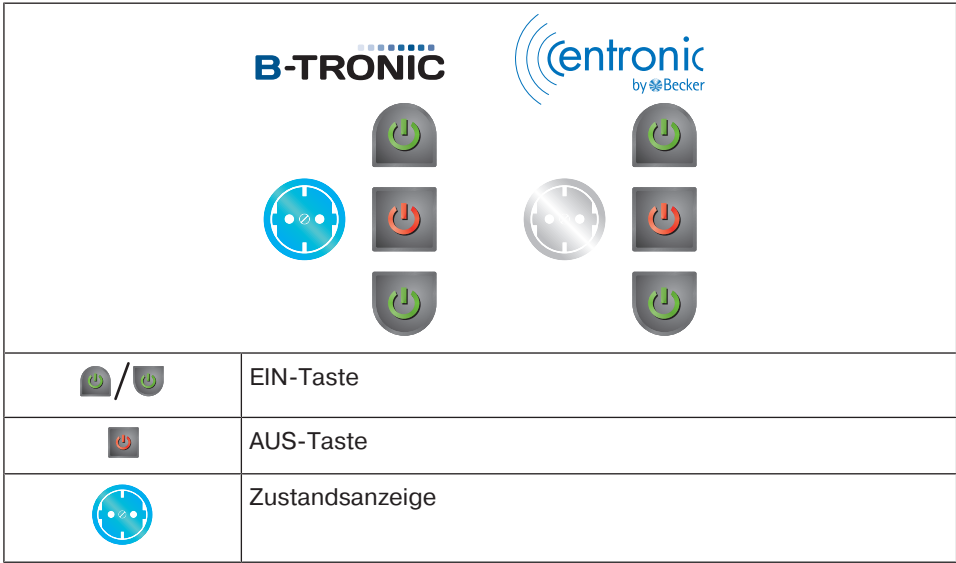 B-TRONIC
centronic
by Becker
EIN-Taste
AUS-Taste
Zustandsanzeige